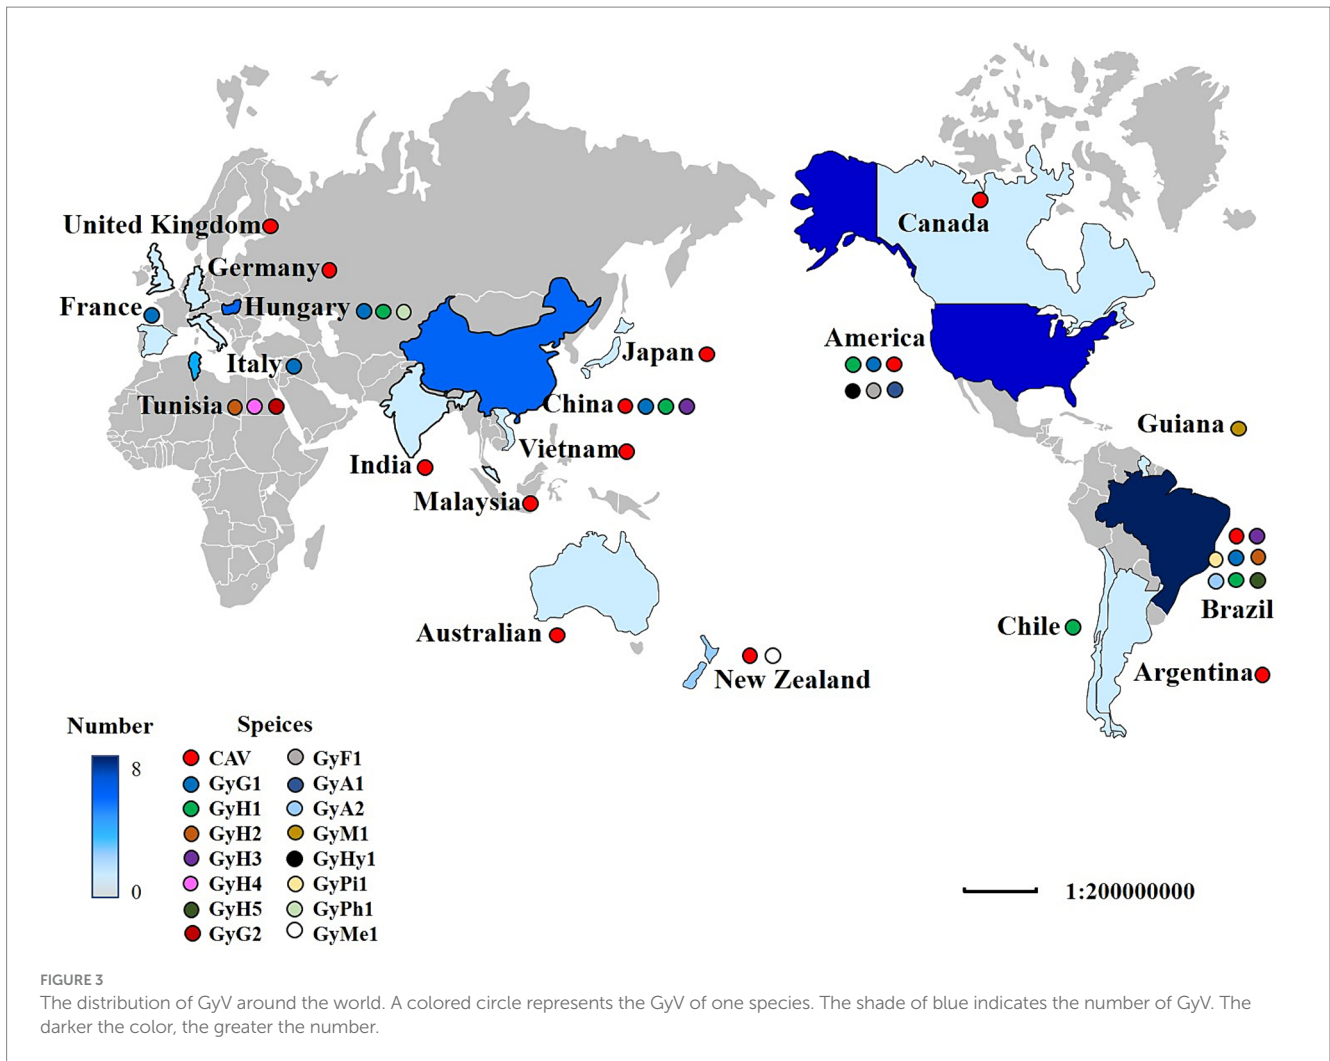 United Kingdom
Germany
France
Hungary
Italy
Tunisia
Japan
China
Vietnam
India
Malaysia
Australian
New Zealand
Canada
America
Guiana
Brazil
Chile
Argentina
Number
8
0
Speices
CAV
GyG1
GyH1
GyH2
GyH3
GyH4
GyH5
GyG2
GyF1
GyA1
GyA2
GyM1
GyHy1
GyPi1
GyPh1
GyMe1
1:200000000
FIGURE 3
The distribution of GyV around the world. A colored circle represents the GyV of one species. The shade of blue indicates the number of GyV. The
darker the color, the greater the number.